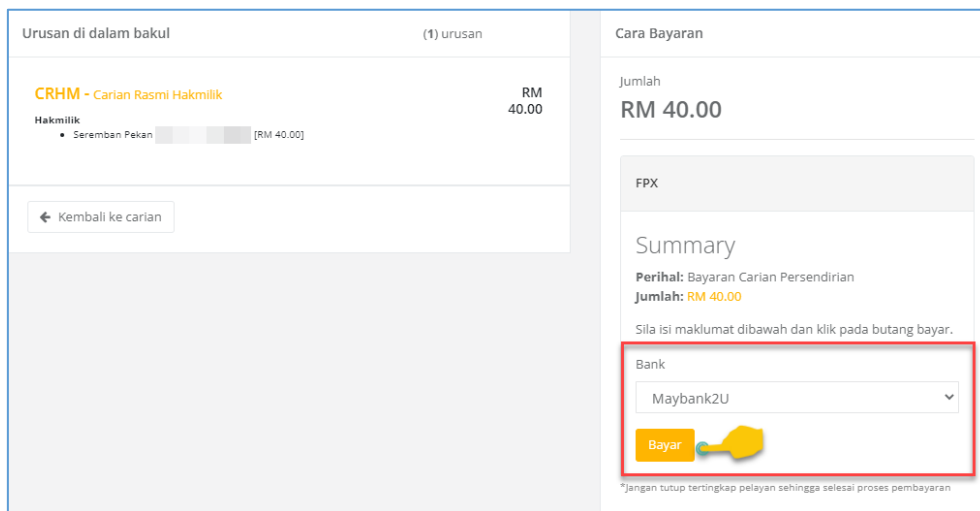 Urusan di dalam bakul (1) urusan
CRHM - Carian Rasmi Hakmilik RM 40.00
Hakmilik
• Seremban Pekan [RM 40.00]
Kembali ke carian
Cara Bayaran
Jumlah
RM 40.00
FPX
Summary
Perihal: Bayaran Carian Persendirian
Jumlah: RM 40.00
Sila isi maklumat dibawah dan klik pada butang bayar.
Bank
Maybank2U
Bayar
*Jangan tutup tertingkap pelayan sehingga selesai proses pembayaran